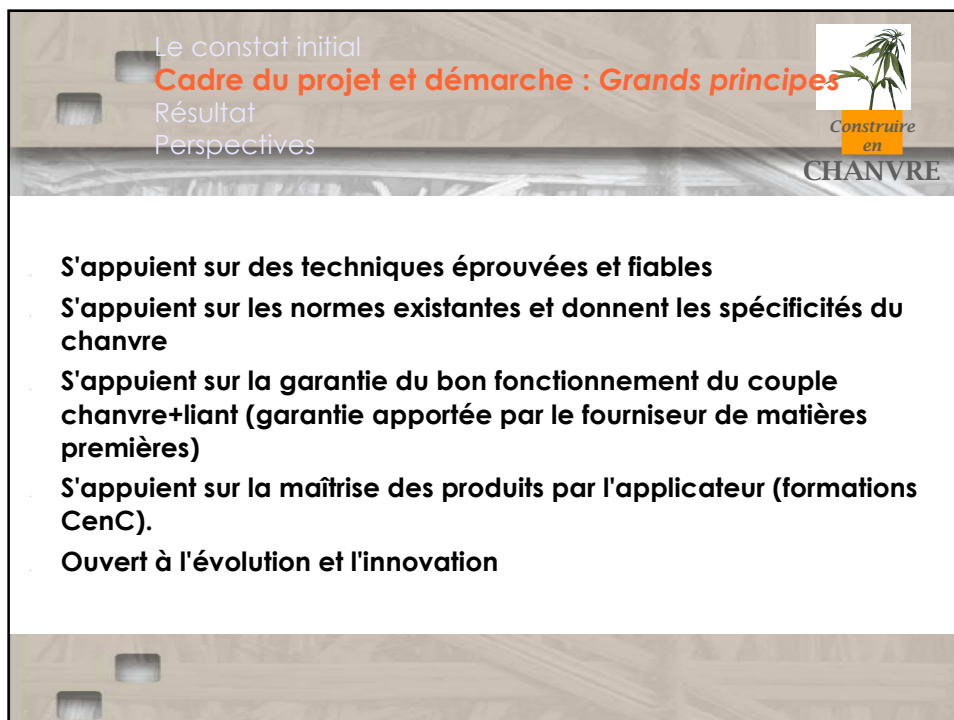 Le constat initial
Cadre du projet et démarche : Grands principes
Résultat
Perspectives
Construire
en
CHANVRE
S'appuient sur des techniques éprouvées et fiables
S'appuient sur les normes existantes et donnent les spécificités du
chanvre
S'appuient sur la garantie du bon fonctionnement du couple
chanvre+liant (garantie apportée par le fournisseur de matières
premières)
S'appuient sur la maîtrise des produits par l'applicateur (formations
CenC).
Ouvert à l'évolution et l'innovation